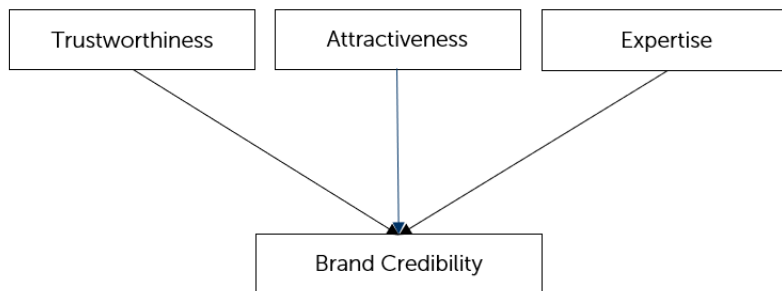 Trustworthiness
Attractiveness
Expertise
Brand Credibility